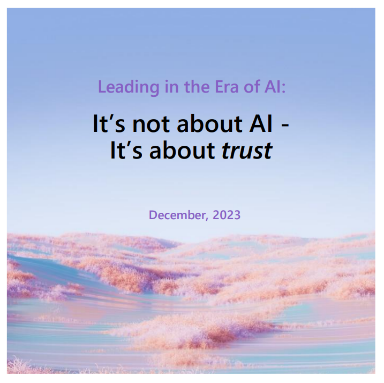 Leading in the Era of AI:
It’s not about AI -
It’s about trust
December, 2023